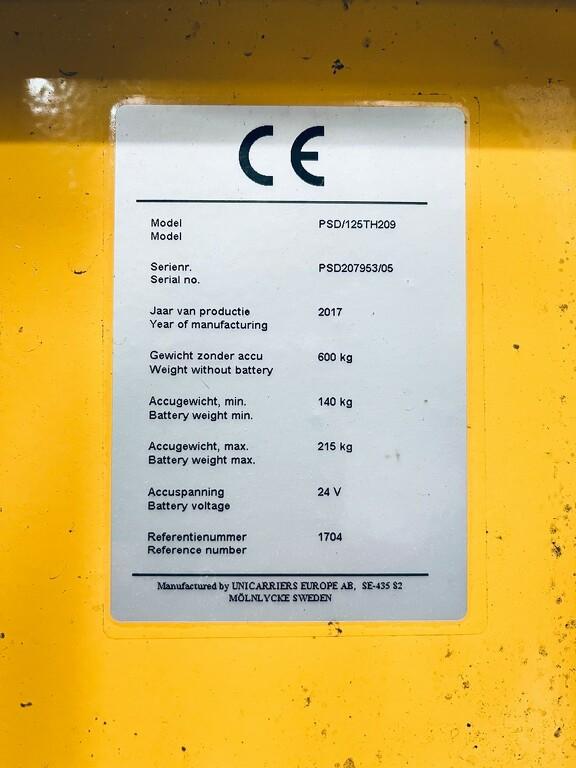 CE
Model PSD/125TH209
Model
Serienr. PSD207953/05
Serial no.
Jaar van productie 2017
Year of manufacturing
Gewicht zonder accu 600 kg
Weight without battery
Accugewicht, min. 140 kg
Battery weight min.
Accugewicht, max. 215 kg
Battery weight max.
Accuspanning 24 V
Battery voltage
Referentienummer 1704
Reference number
Manufactured by UNICARRIERS EUROPE AB, SE-435 82
MÖLNLYCKE SWEDEN